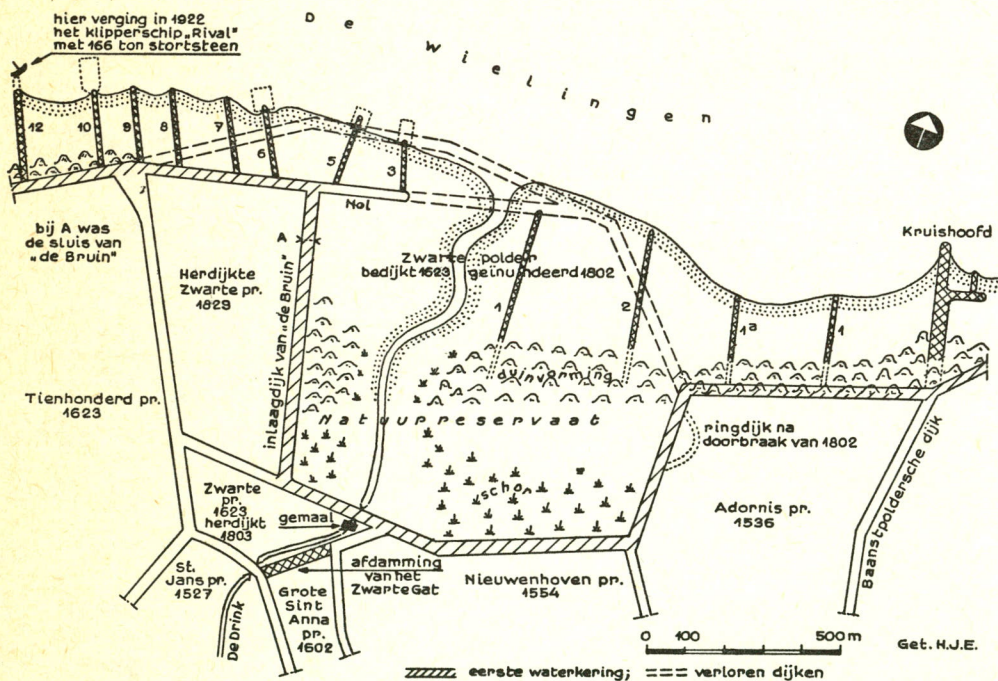 hier verging in 1922
het klipperschip „Rival"
met 166 ton stortsteen
De Wielingen
12
10
9
8
7
6
5
3
Nol
Kruishoofd
bij A was
de sluis van
„de Bruin"
A
Herdijkte
Zwarte pr.
1829
inlaagdijk van „de Bruin"
Zwarte polder
bedijkt 1623 geïnundeerd 1802
1
2
1a
1
duinvorming
Natuurreservaat
schor
Tienhonderd pr.
1623
ringdijk na
doorbraak van 1802
Adornis pr.
1536
Baanstpoldersche dijk
Zwarte
pr.
1623
herdijkt
1803
gemaal
St.
Jans pr.
1527
De Drink
Grote
Sint
Anna
pr.
1602
afdamming
van het
Zwarte Gat
Nieuwenhoven pr.
1554
0 100 500 m
Get. H.J.E.
eerste waterkering; verloren dijken